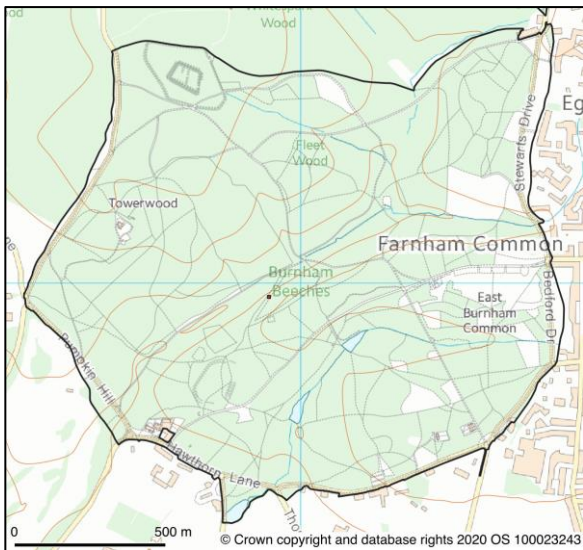 Wood
Eg
Stewarts Drive
Fleet
Wood
Towerwood
Farnham Common
Burnham
Beeches
East
Burnham
Common
Bedford Dr
Pumpkin Hill
Hawthorn Lane
0 500 m
© Crown copyright and database rights 2020 OS 100023243